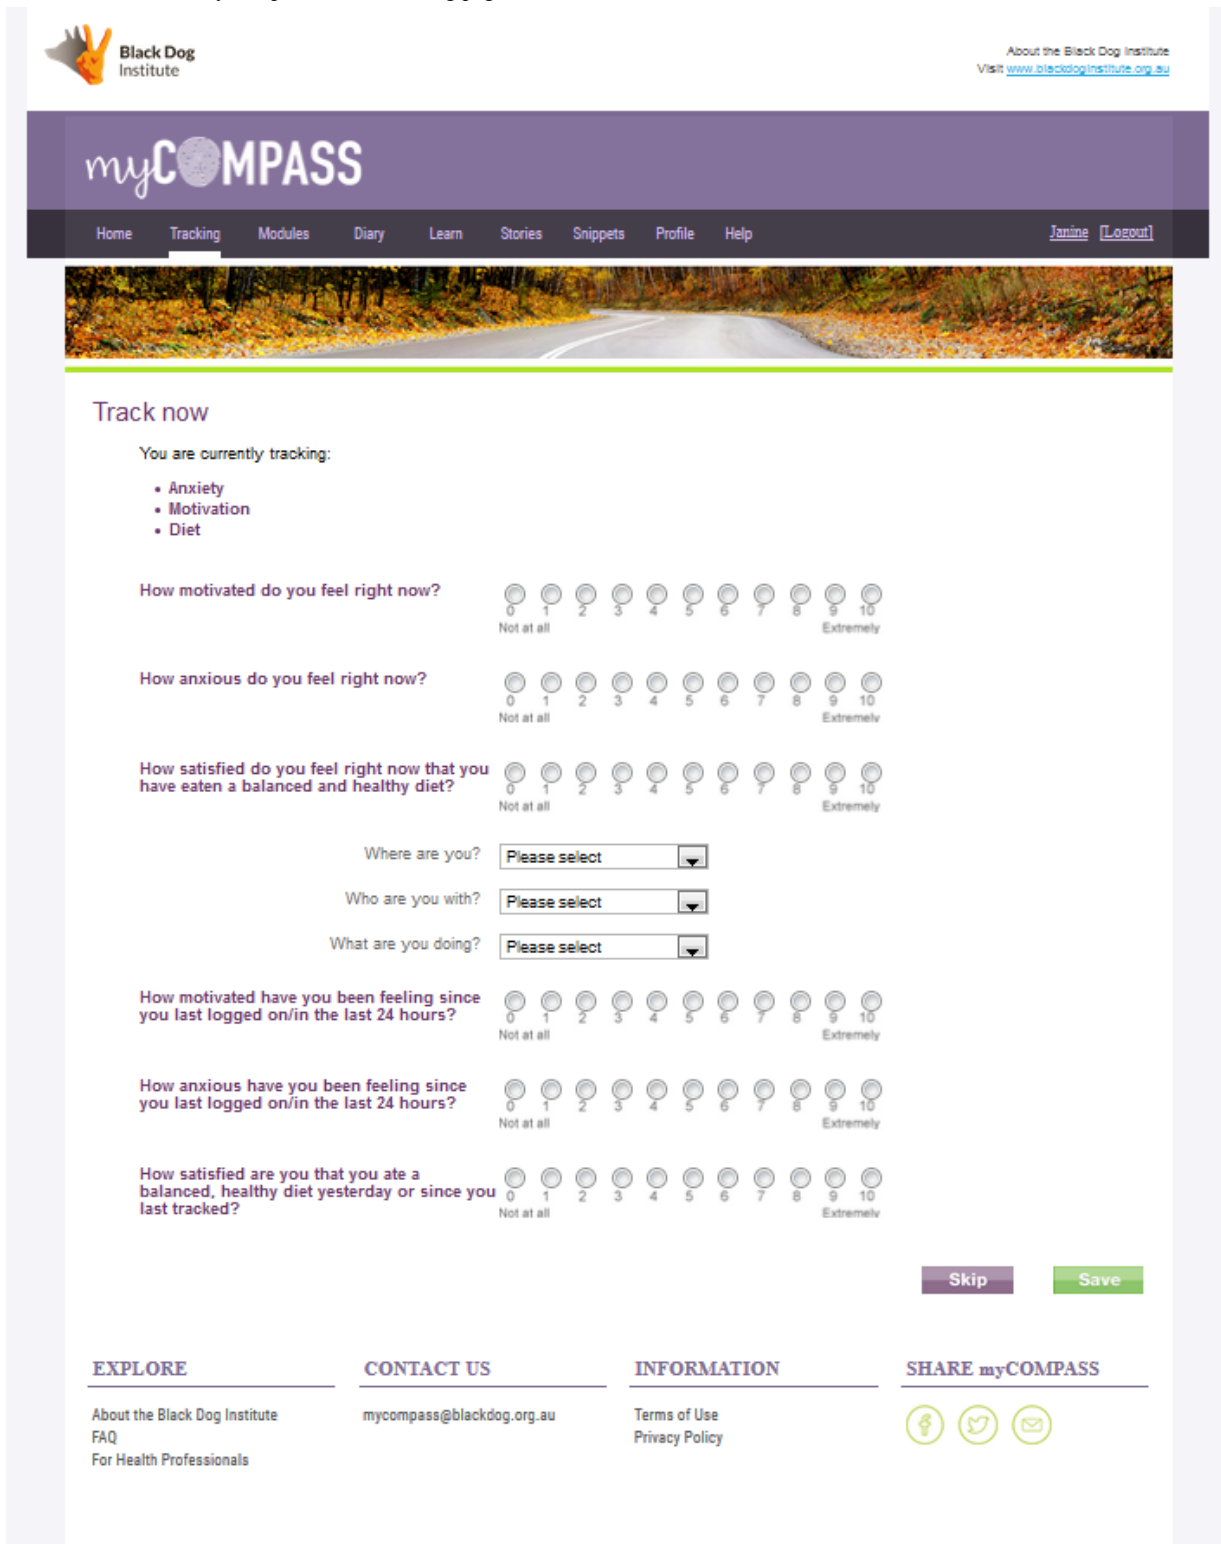 Black Dog
Institute
About the Black Dog Institute
Visit www.blackdoginstitute.org.au
myCOMPASS
Home Tracking Modules Diary Learn Stories Snippets Profile Help Janine [Logout]
Track now
You are currently tracking:
• Anxiety
• Motivation
• Diet
How motivated do you feel right now?
0 1 2 3 4 5 6 7 8 9 10
Not at all Extremely
How anxious do you feel right now?
0 1 2 3 4 5 6 7 8 9 10
Not at all Extremely
How satisfied do you feel right now that you
have eaten a balanced and healthy diet?
0 1 2 3 4 5 6 7 8 9 10
Not at all Extremely
Where are you? Please select
Who are you with? Please select
What are you doing? Please select
How motivated have you been feeling since
you last logged on/in the last 24 hours?
0 1 2 3 4 5 6 7 8 9 10
Not at all Extremely
How anxious have you been feeling since
you last logged on/in the last 24 hours?
0 1 2 3 4 5 6 7 8 9 10
Not at all Extremely
How satisfied are you that you ate a
balanced, healthy diet yesterday or since you
last tracked?
0 1 2 3 4 5 6 7 8 9 10
Not at all Extremely
Skip Save
EXPLORE
About the Black Dog Institute
FAQ
For Health Professionals
CONTACT US
mycompass@blackdog.org.au
INFORMATION
Terms of Use
Privacy Policy
SHARE myCOMPASS